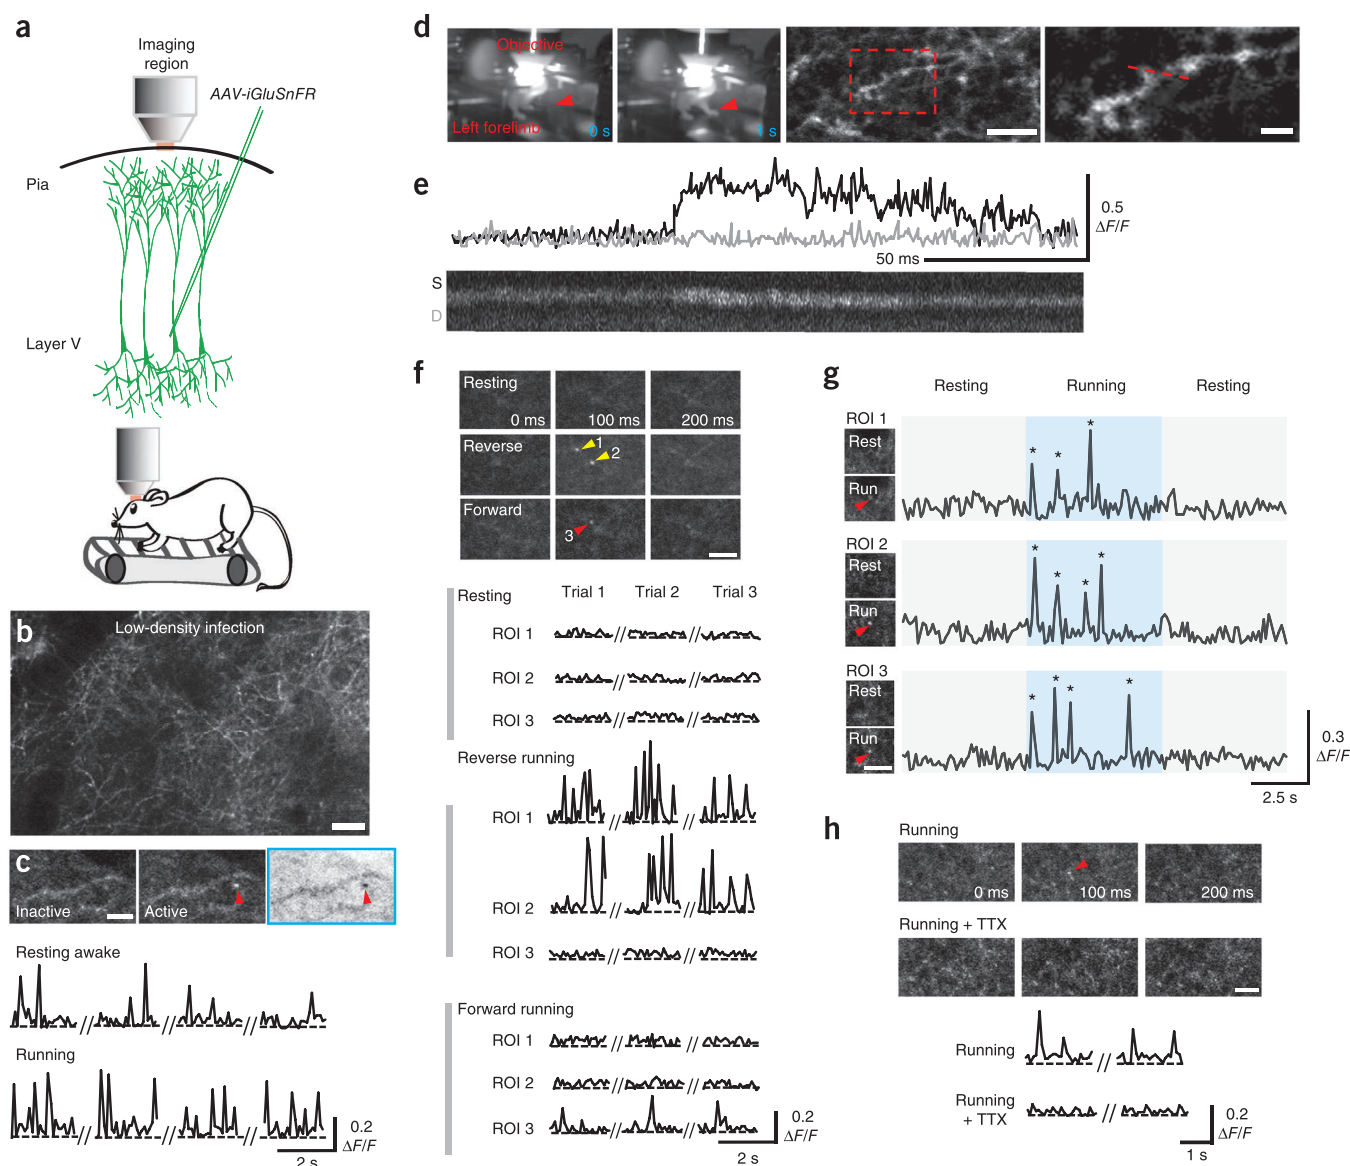 a
Imaging
region
AAV-iGluSnFR
Pia
Layer V
b
Low-density infection
c
Inactive
Active
Resting awake
Running
0.2
ΔF/F
2 s
d
Objective
Left forelimb
0 s
1 s
e
0.5
ΔF/F
50 ms
S
D
f
Resting
0 ms
100 ms
200 ms
Reverse
1
2
Forward
3
Resting
Trial 1
Trial 2
Trial 3
ROI 1
ROI 2
ROI 3
Reverse running
ROI 1
ROI 2
ROI 3
Forward running
ROI 1
ROI 2
ROI 3
0.2
ΔF/F
2 s
g
Resting
Running
Resting
ROI 1
Rest
Run
* * *
ROI 2
Rest
Run
* * * *
ROI 3
Rest
Run
* * * *
0.3
ΔF/F
2.5 s
h
Running
0 ms
100 ms
200 ms
Running + TTX
Running
Running
+ TTX
0.2
ΔF/F
1 s